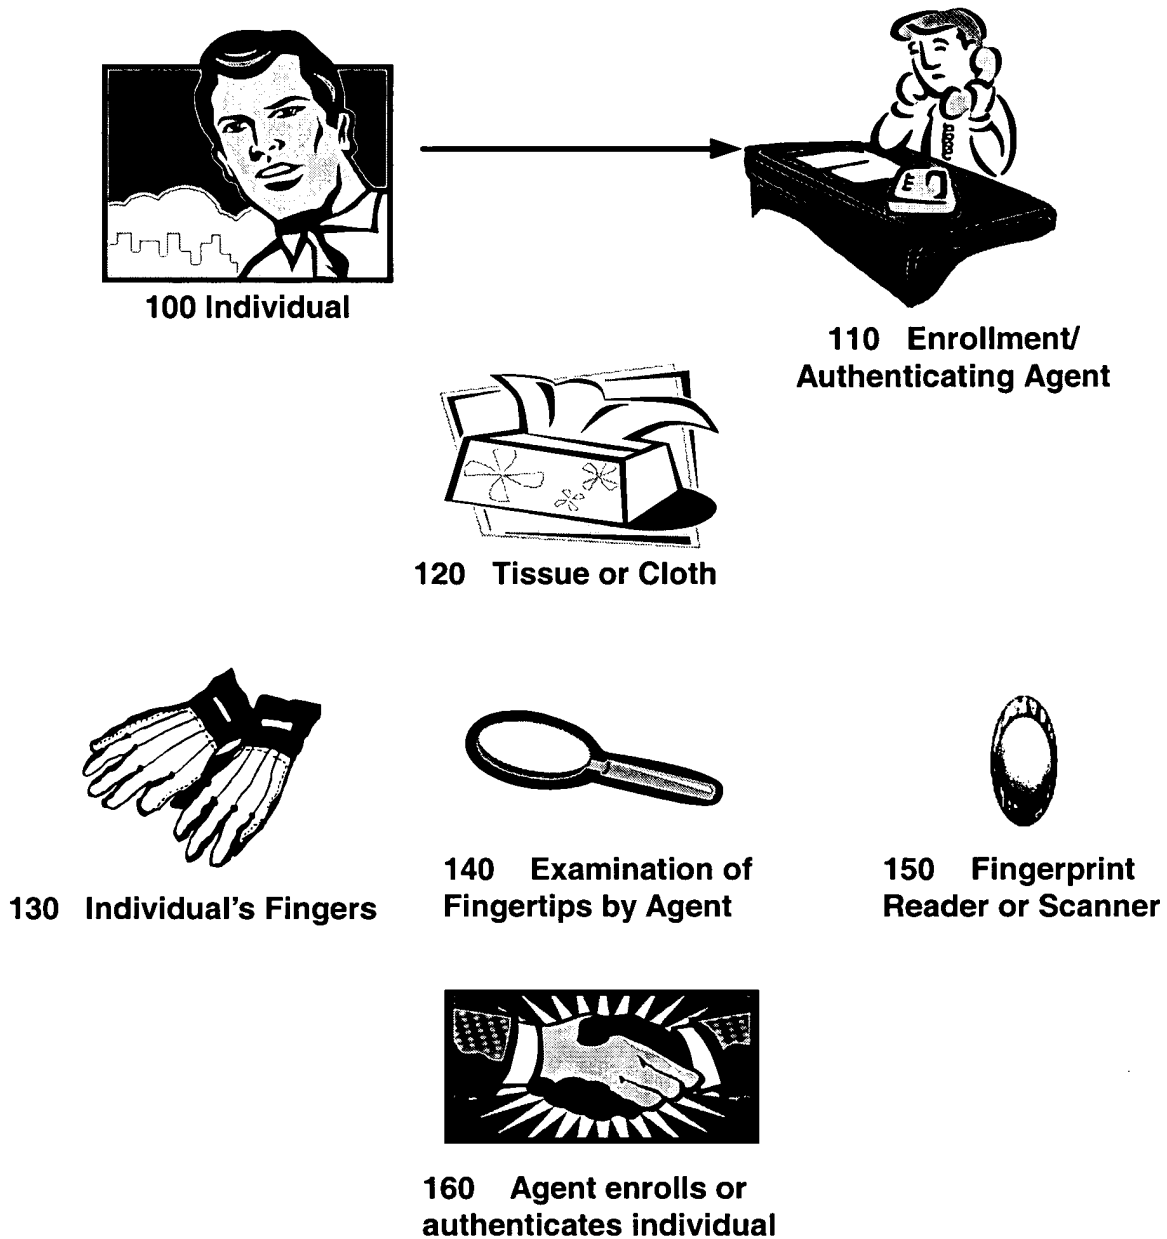 100 Individual
110 Enrollment/
Authenticating Agent
120 Tissue or Cloth
130 Individual's Fingers
140 Examination of
Fingertips by Agent
150 Fingerprint
Reader or Scanner
160 Agent enrolls or
authenticates individual